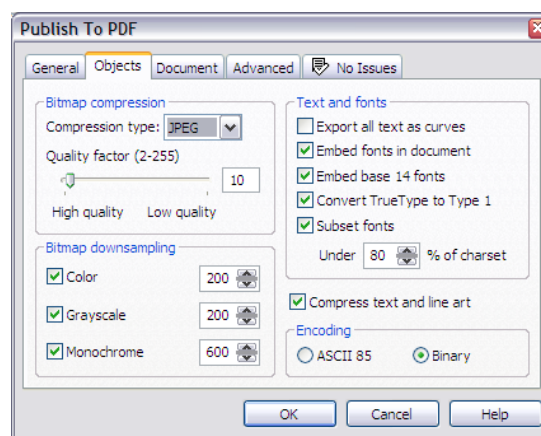 Publish To PDF
General Objects Document Advanced No Issues
Bitmap compression
Compression type: JPEG
Quality factor (2-255)
10
High quality Low quality
Bitmap downsampling
Color 200
Grayscale 200
Monochrome 600
Text and fonts
Export all text as curves
Embed fonts in document
Embed base 14 fonts
Convert TrueType to Type 1
Subset fonts
Under 80 % of charset
Compress text and line art
Encoding
ASCII 85 Binary
OK Cancel Help